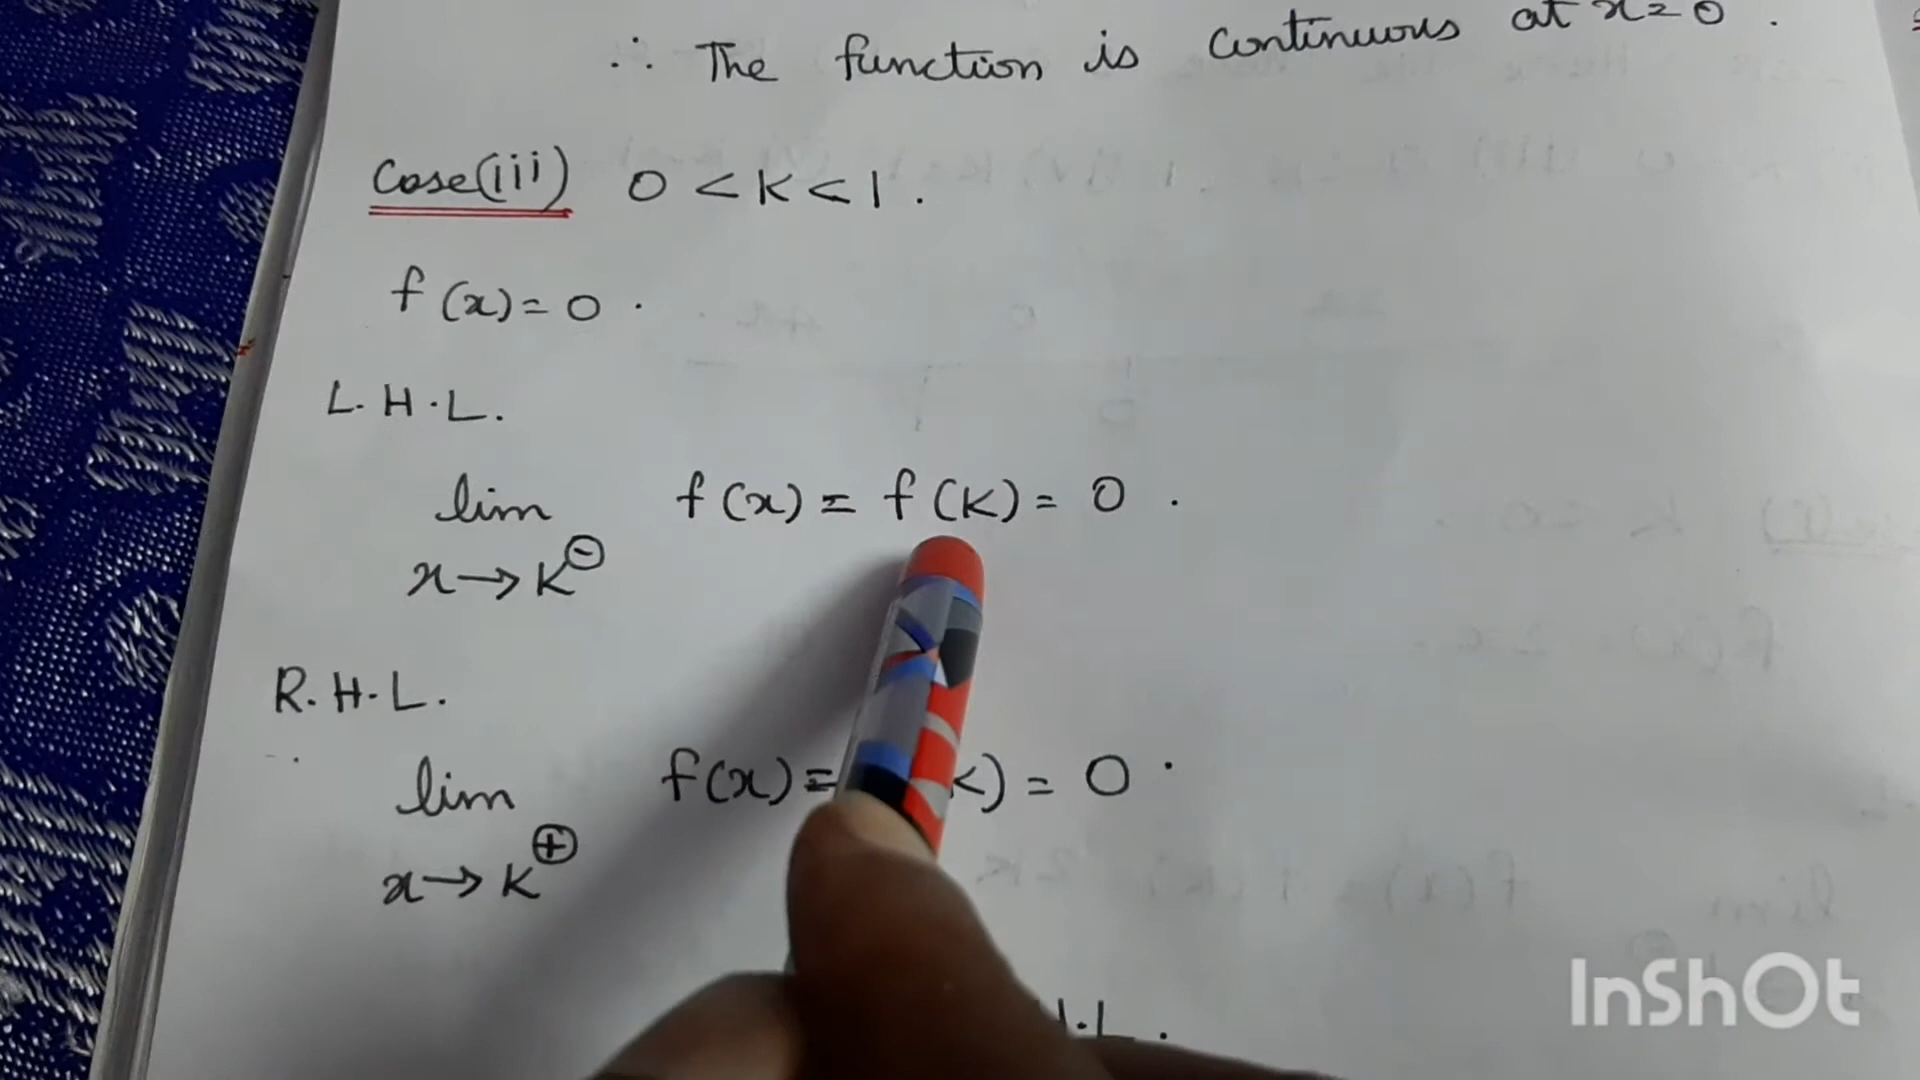 ∴ The function is continuous at x=0.
Case(iii) 0<K<1.
f(x)=0.
L.H.L.
lim f(x)=f(K)=0.
x→K⊖
R.H.L.
lim f(x)= K)=0.
x→K⊕
H.L.
InShOt